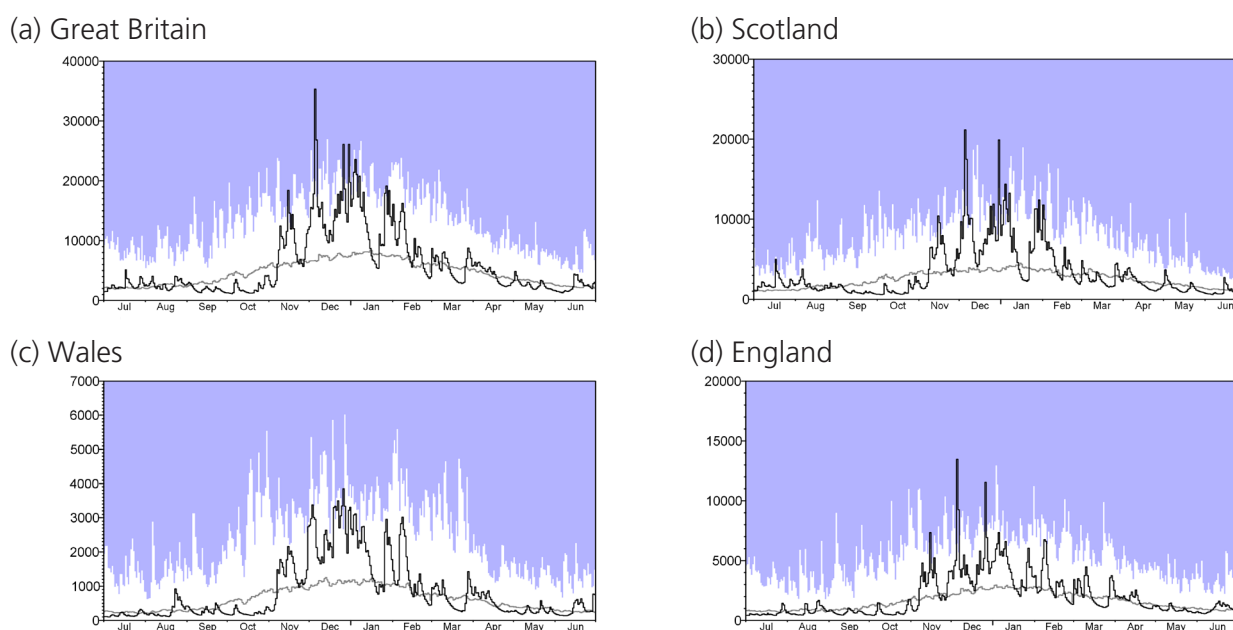 (a) Great Britain
40000
30000
20000
10000
0
Jul Aug Sep Oct Nov Dec Jan Feb Mar Apr May Jun
(b) Scotland
30000
20000
10000
0
Jul Aug Sep Oct Nov Dec Jan Feb Mar Apr May Jun
(c) Wales
7000
6000
5000
4000
3000
2000
1000
0
Jul Aug Sep Oct Nov Dec Jan Feb Mar Apr May Jun
(d) England
20000
15000
10000
5000
0
Jul Aug Sep Oct Nov Dec Jan Feb Mar Apr May Jun